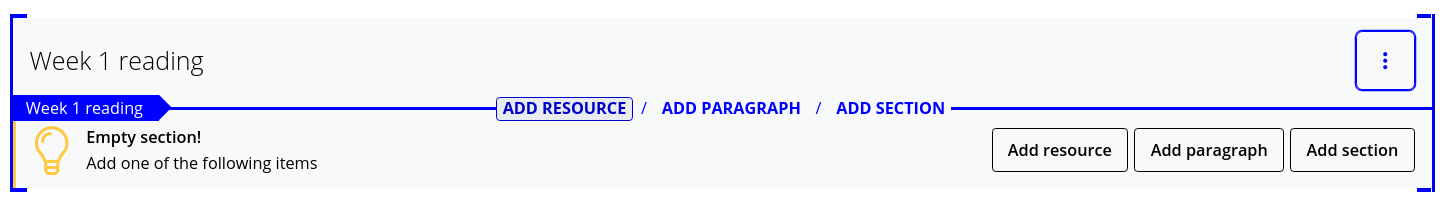 Week 1 reading
Week 1 reading
ADD RESOURCE / ADD PARAGRAPH / ADD SECTION
Empty section!
Add one of the following items
Add resource Add paragraph Add section